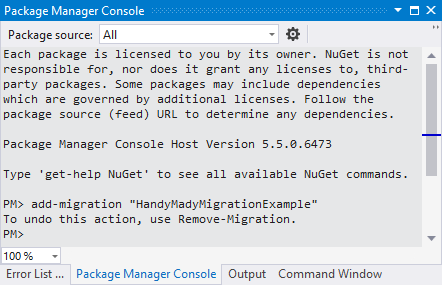 Package Manager Console
Package source: All
Each package is licensed to you by its owner. NuGet is not
responsible for, nor does it grant any licenses to, third-
party packages. Some packages may include dependencies
which are governed by additional licenses. Follow the
package source (feed) URL to determine any dependencies.
Package Manager Console Host Version 5.5.0.6473
Type 'get-help NuGet' to see all available NuGet commands.
PM> add-migration "HandyMadyMigrationExample"
To undo this action, use Remove-Migration.
PM>
100 %
Error List ... Package Manager Console Output Command Window